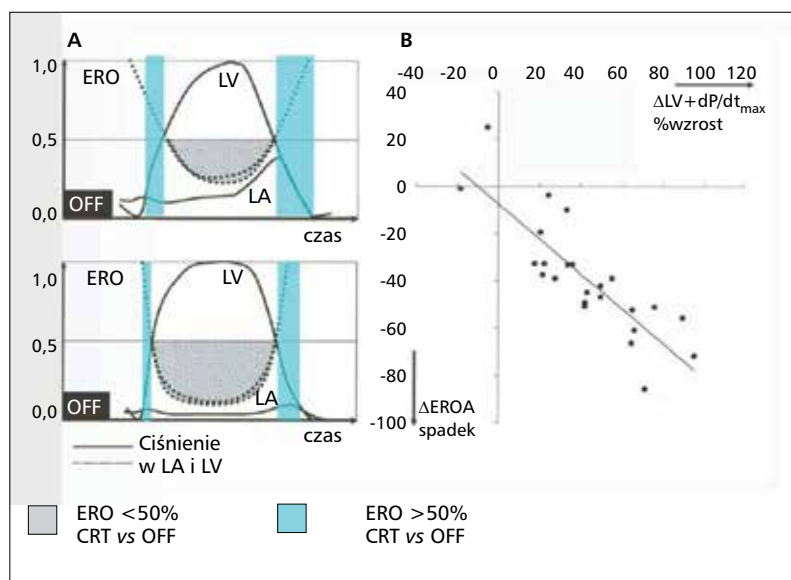 A
1,0
ERO
LV
0,5
LA
0,0
OFF
czas
ERO
LV
0,5
LA
0,0
OFF
czas
Ciśnienie
w LA i LV
B
-40 -20 0 20 40 60 80 100 120
ΔLV+dP/dtmax
%wzrost
40
20
0
-20
-40
-60
-80
-100
ΔEROA
spadek
ERO <50%
CRT vs OFF
ERO >50%
CRT vs OFF